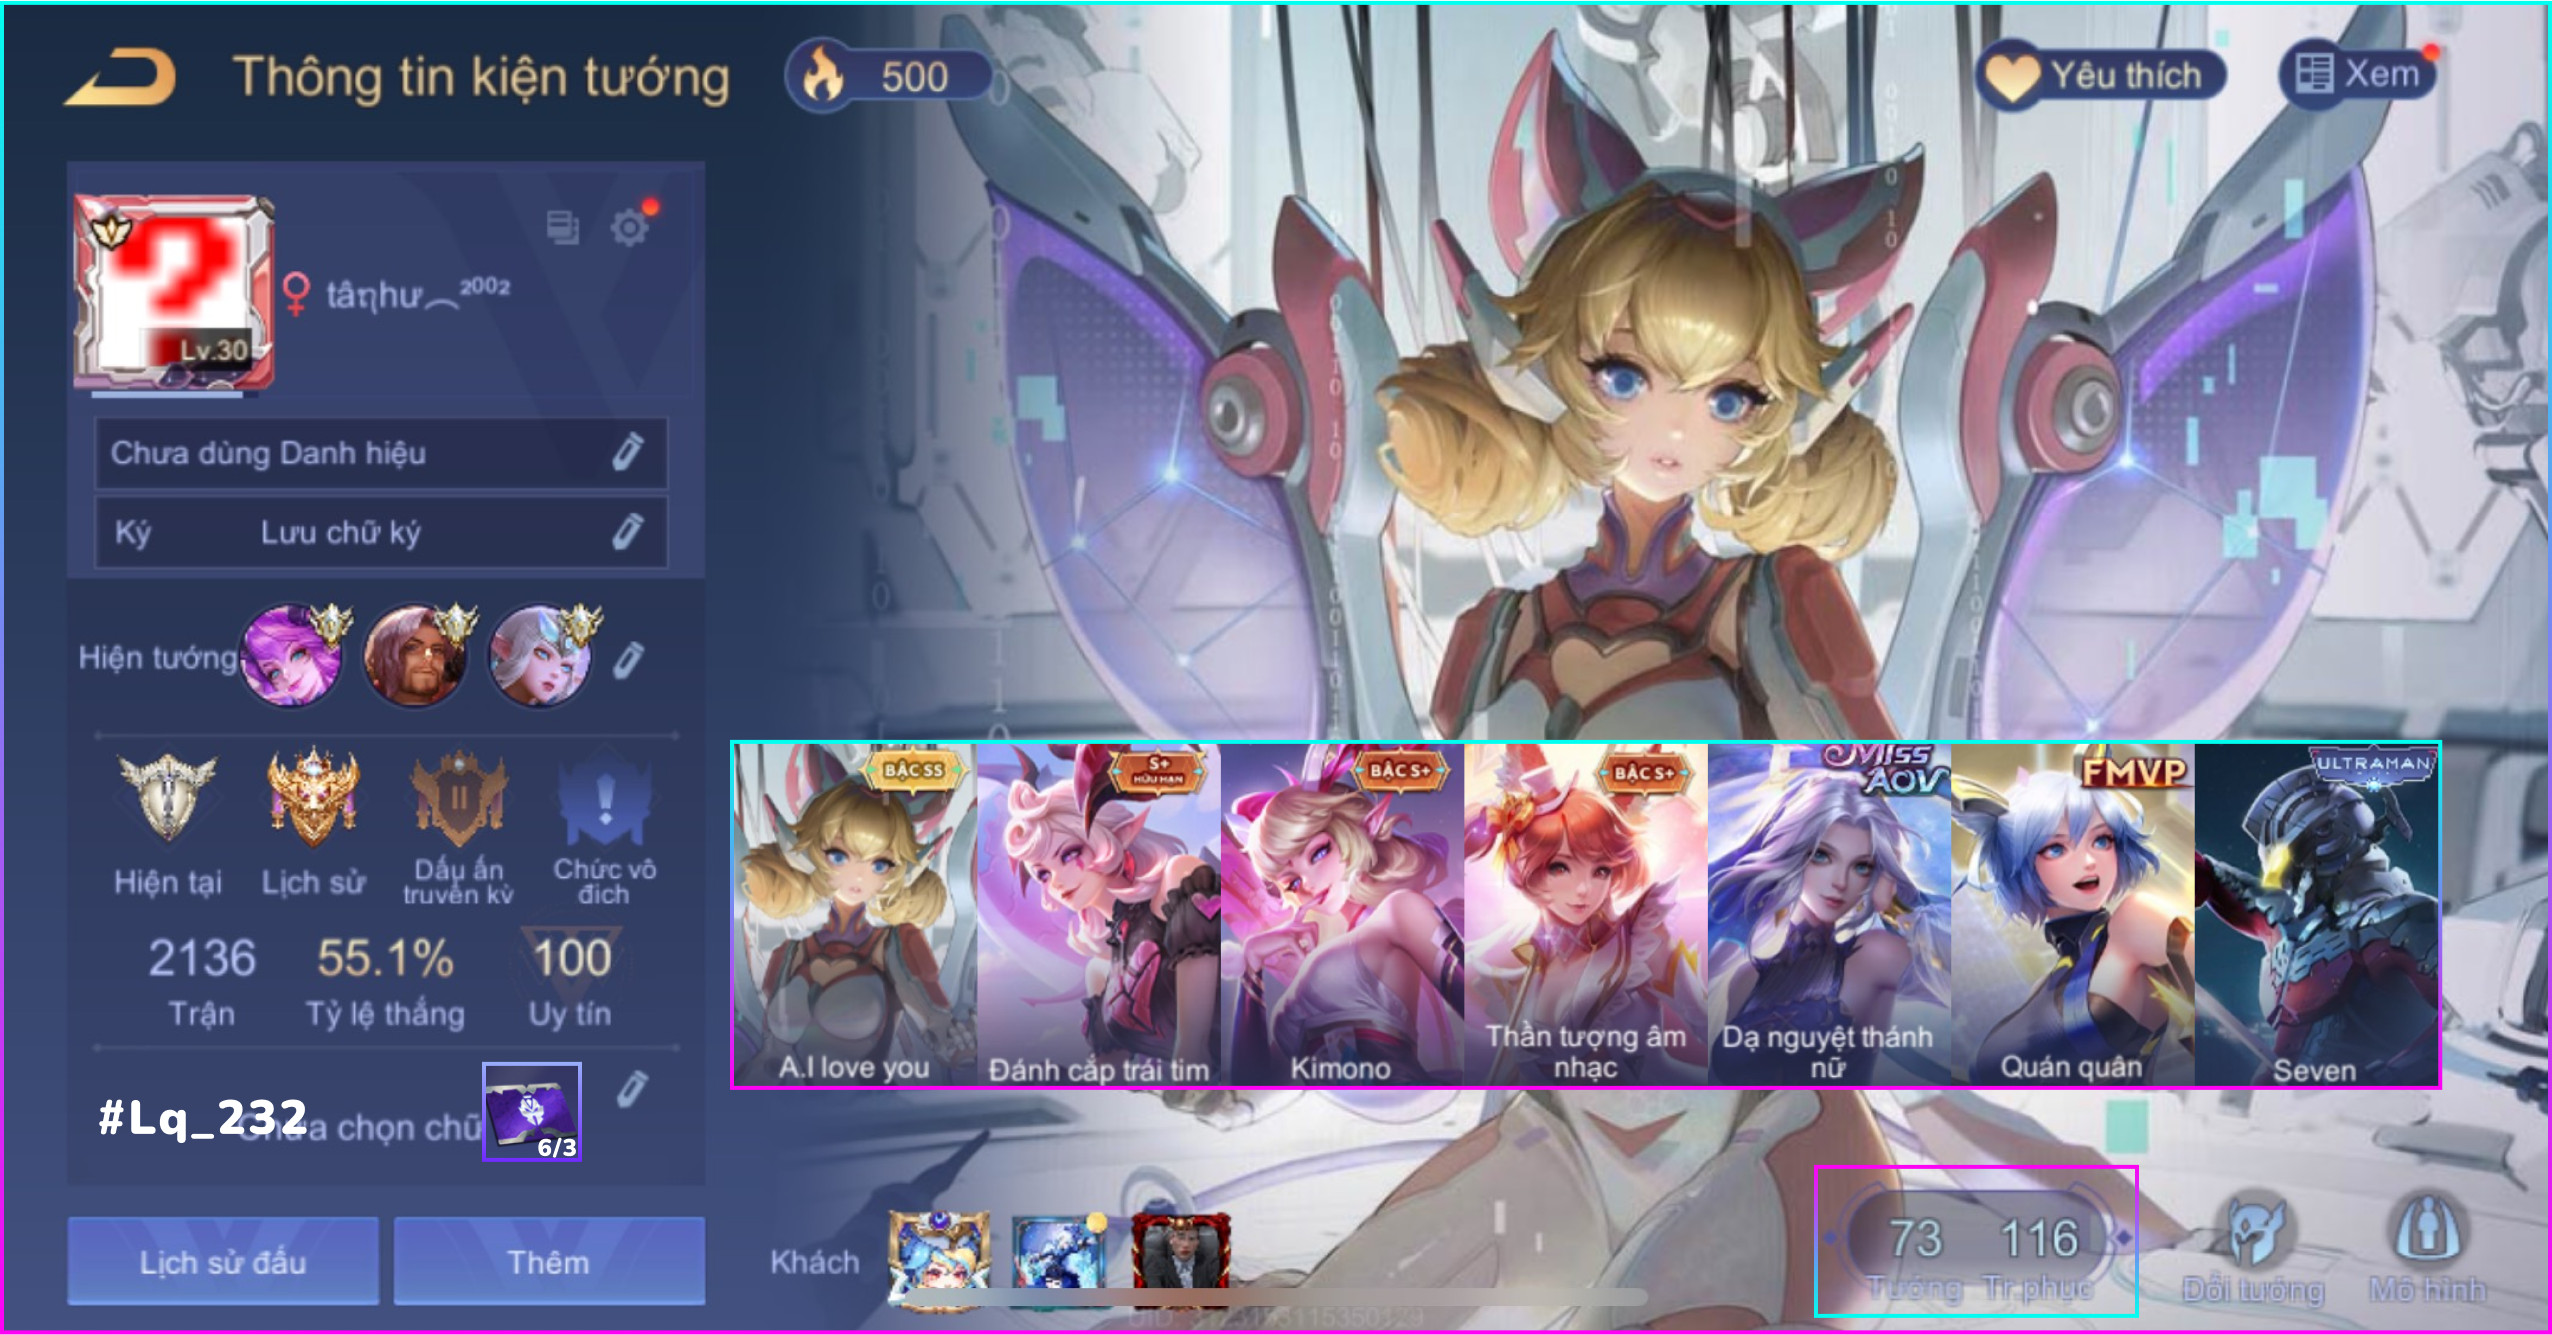 Thông tin kiện tướng
500
Yêu thích
Xem
Lv.30
tâƞhư︵²⁰⁰²
Chưa dùng Danh hiệu
Ký
Lưu chữ ký
Hiện tướng
Hiện tại
Lịch sử
Dấu ấn
truyền kỳ
Chức vô
địch
2136
55.1%
100
Trận
Tỷ lệ thắng
Uy tín
#Lq_232
chọn chữ
6/3
BẬC SS
A.I love you
S+
HỮU HẠN
Đánh cắp trái tim
BẬC S+
Kimono
BẬC S+
Thần tượng âm
nhạc
MISS
AOV
Dạ nguyệt thánh
nữ
FMVP
Quán quân
ULTRAMAN
Seven
Lịch sử đấu
Thêm
Khách
73
116
Tướng
Tr phục
Đổi tướng
Mô hình